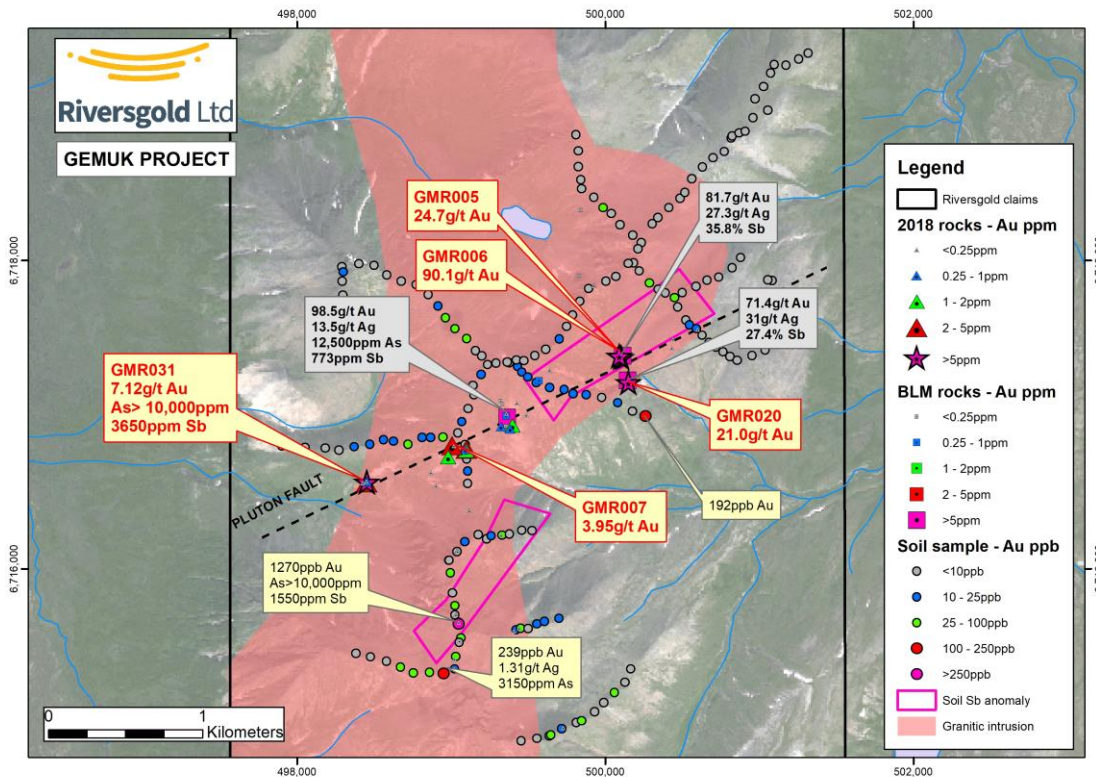 498,000
500,000
502,000
Riversgold Ltd
GEMUK PROJECT
6,718,000
6,716,000
6,718,000
GMR005
24.7g/t Au
GMR006
90.1g/t Au
81.7g/t Au
27.3g/t Ag
35.8% Sb
98.5g/t Au
13.5g/t Ag
12,500ppm As
773ppm Sb
71.4g/t Au
31g/t Ag
27.4% Sb
GMR031
7.12g/t Au
As> 10,000ppm
3650ppm Sb
GMR020
21.0g/t Au
PLUTON FAULT
GMR007
3.95g/t Au
192ppb Au
1270ppb Au
As>10,000ppm
1550ppm Sb
239ppb Au
1.31g/t Ag
3150ppm As
0
1
Kilometers
Legend
Riversgold claims
2018 rocks - Au ppm
<0.25ppm
0.25 - 1ppm
1 - 2ppm
2 - 5ppm
>5ppm
BLM rocks - Au ppm
<0.25ppm
0.25 - 1ppm
1 - 2ppm
2 - 5ppm
>5ppm
Soil sample - Au ppb
<10ppb
10 - 25ppb
25 - 100ppb
100 - 250ppb
>250ppb
Soil Sb anomaly
Granitic intrusion
498,000
500,000
502,000